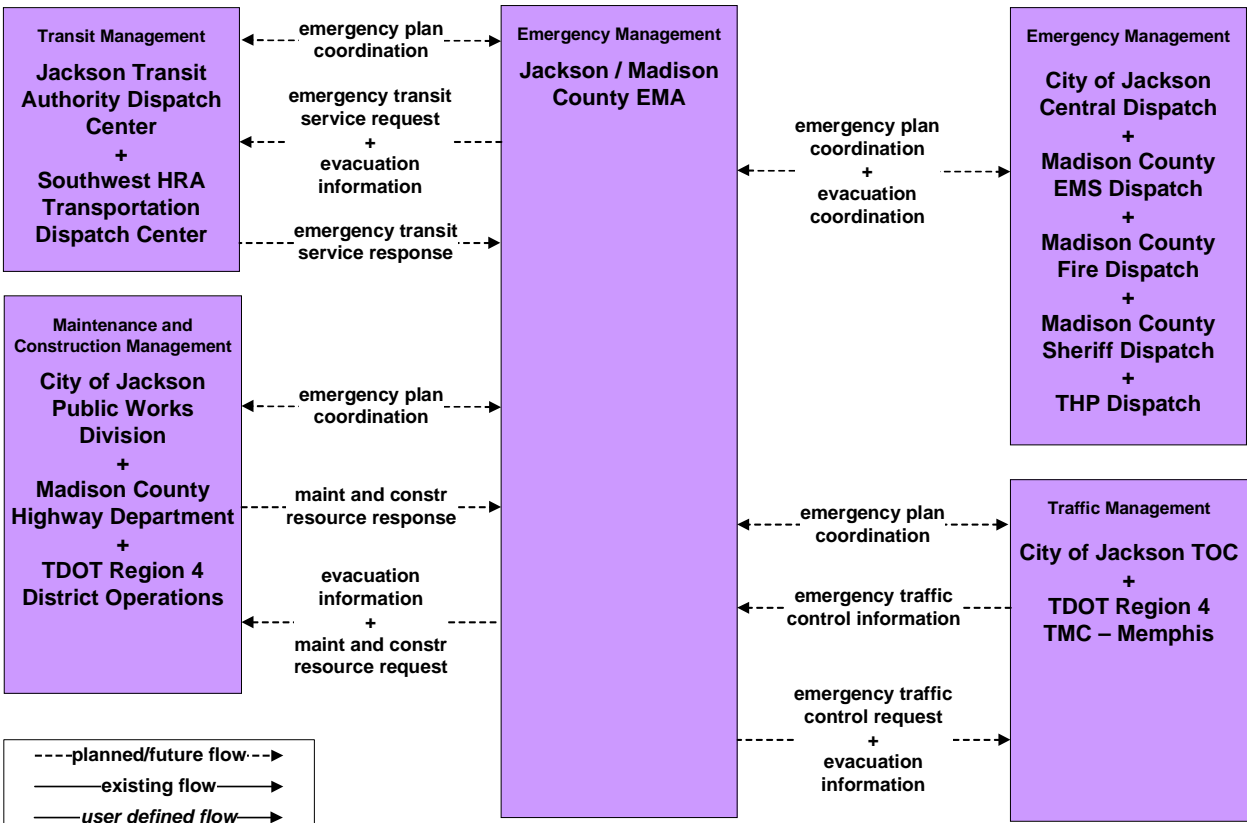 Transit Management
Jackson Transit
Authority Dispatch
Center
+
Southwest HRA
Transportation
Dispatch Center
emergency plan
coordination
emergency transit
service request
+
evacuation
information
emergency transit
service response
Maintenance and
Construction Management
City of Jackson
Public Works
Division
+
Madison County
Highway Department
+
TDOT Region 4
District Operations
emergency plan
coordination
maint and constr
resource response
evacuation
information
+
maint and constr
resource request
Emergency Management
Jackson / Madison
County EMA
emergency plan
coordination
+
evacuation
coordination
Emergency Management
City of Jackson
Central Dispatch
+
Madison County
EMS Dispatch
+
Madison County
Fire Dispatch
+
Madison County
Sheriff Dispatch
+
THP Dispatch
emergency plan
coordination
emergency traffic
control information
emergency traffic
control request
+
evacuation
information
Traffic Management
City of Jackson TOC
+
TDOT Region 4
TMC – Memphis
planned/future flow
existing flow
user defined flow